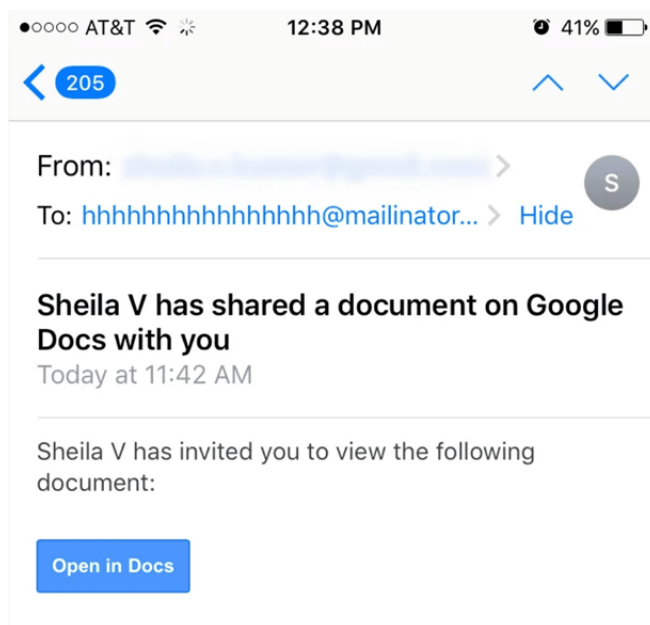 ●○○○○ AT&T 12:38 PM 41%
205
From:
S
To: hhhhhhhhhhhhhhhh@mailinator... Hide
Sheila V has shared a document on Google
Docs with you
Today at 11:42 AM
Sheila V has invited you to view the following
document:
Open in Docs